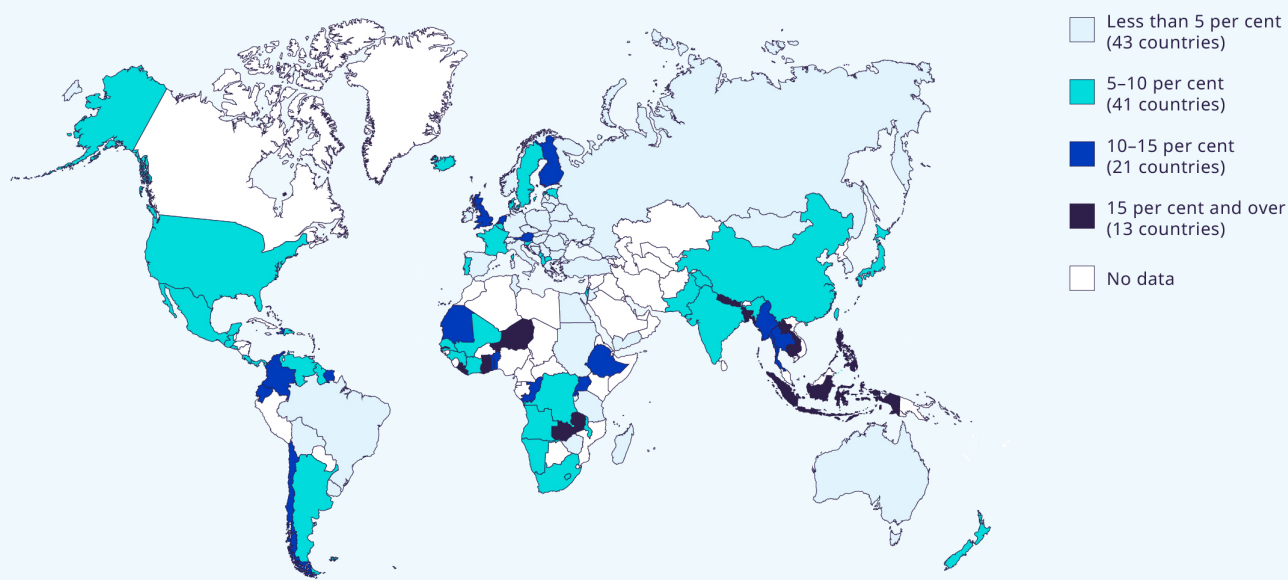 Less than 5 per cent
(43 countries)
5–10 per cent
(41 countries)
10–15 per cent
(21 countries)
15 per cent and over
(13 countries)
No data